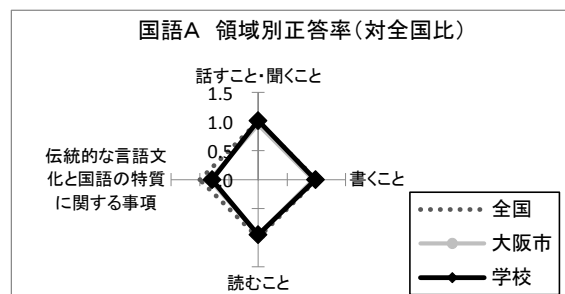 国語A 領域別正答率(対全国比)
話すこと・聞くこと
1.5
1.0
0.5
0
伝統的な言語文
化と国語の特質
に関する事項
書くこと
読むこと
全国
大阪市
学校